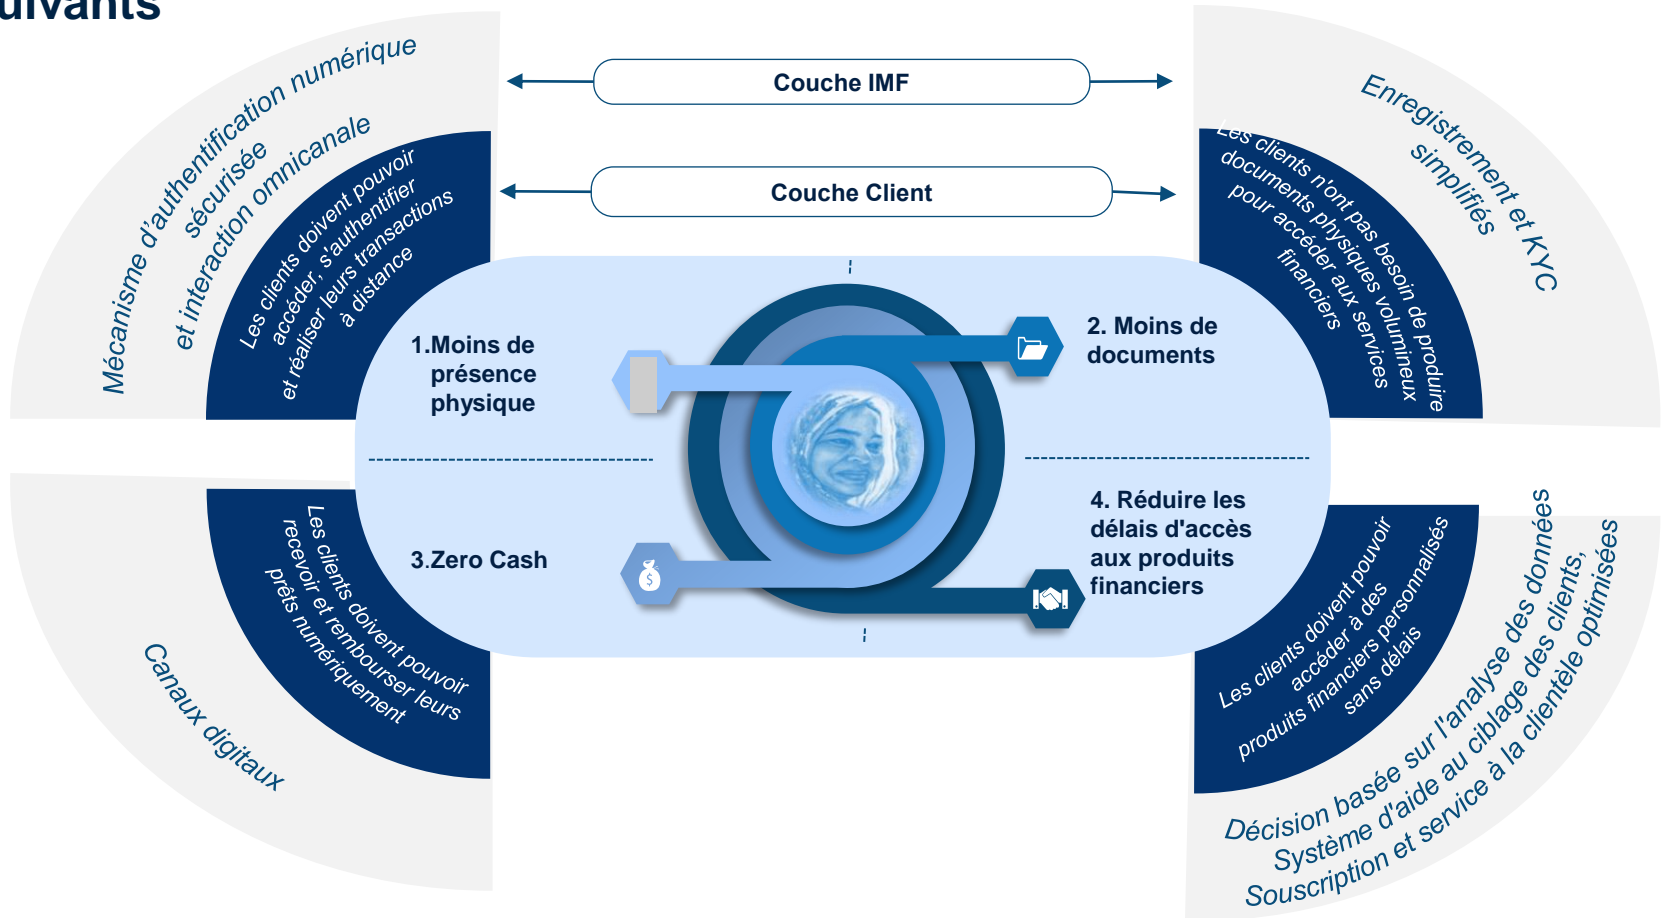 uivants
Couche IMF
Couche Client
Mécanisme d'authentification numérique
sécurisée
et interaction omnicanale
Les clients doivent pouvoir
accéder, s'authentifier
et réaliser leurs transactions
à distance
Enregistrement et KYC
simplifiés
Les clients n'ont pas besoin de produire
documents physiques volumineux
pour accéder aux services
financiers
1.Moins de
présence
physique
2. Moins de
documents
3.Zero Cash
4. Réduire les
délais d'accès
aux produits
financiers
$
Les clients doivent pouvoir
recevoir et rembourser leurs
prêts numériquement
Canaux digitaux
Les clients doivent pouvoir
accéder à des
produits financiers personnalisés
sans délais
Décision basée sur l'analyse des données
Système d'aide au ciblage des clients,
Souscription et service à la clientèle optimisées